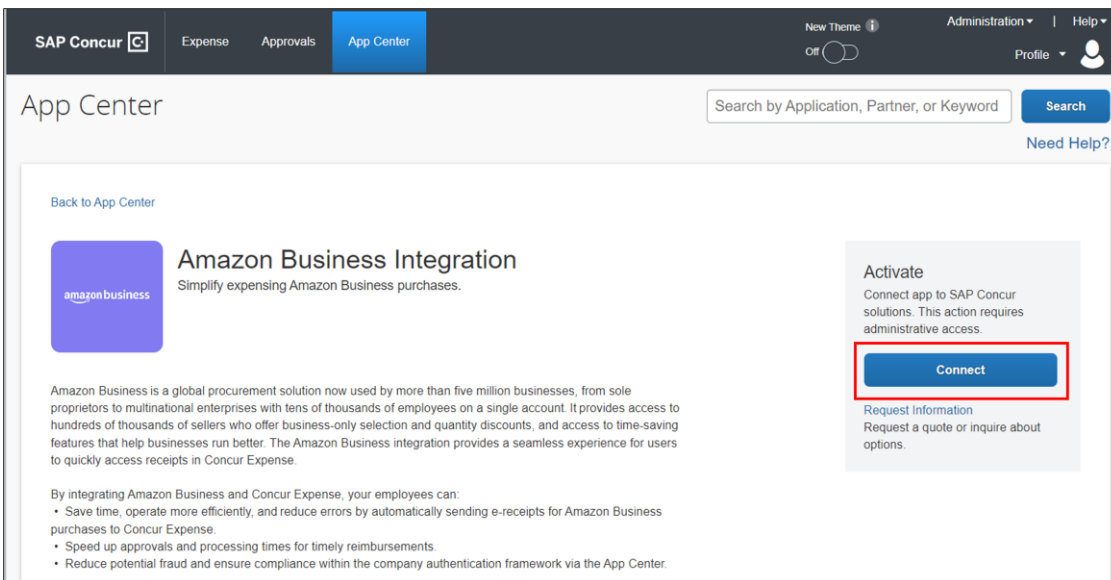 SAP Concur C
Expense
Approvals
App Center
New Theme i
Off
Administration
|
Help
Profile
App Center
Search by Application, Partner, or Keyword
Search
Need Help?
Back to App Center
amazon business
Amazon Business Integration
Simplify expensing Amazon Business purchases.
Amazon Business is a global procurement solution now used by more than five million businesses, from sole
proprietors to multinational enterprises with tens of thousands of employees on a single account. It provides access to
hundreds of thousands of sellers who offer business-only selection and quantity discounts, and access to time-saving
features that help businesses run better. The Amazon Business integration provides a seamless experience for users
to quickly access receipts in Concur Expense.
By integrating Amazon Business and Concur Expense, your employees can:
• Save time, operate more efficiently, and reduce errors by automatically sending e-receipts for Amazon Business
purchases to Concur Expense.
• Speed up approvals and processing times for timely reimbursements.
• Reduce potential fraud and ensure compliance within the company authentication framework via the App Center.
Activate
Connect app to SAP Concur
solutions. This action requires
administrative access.
Connect
Request Information
Request a quote or inquire about
options.